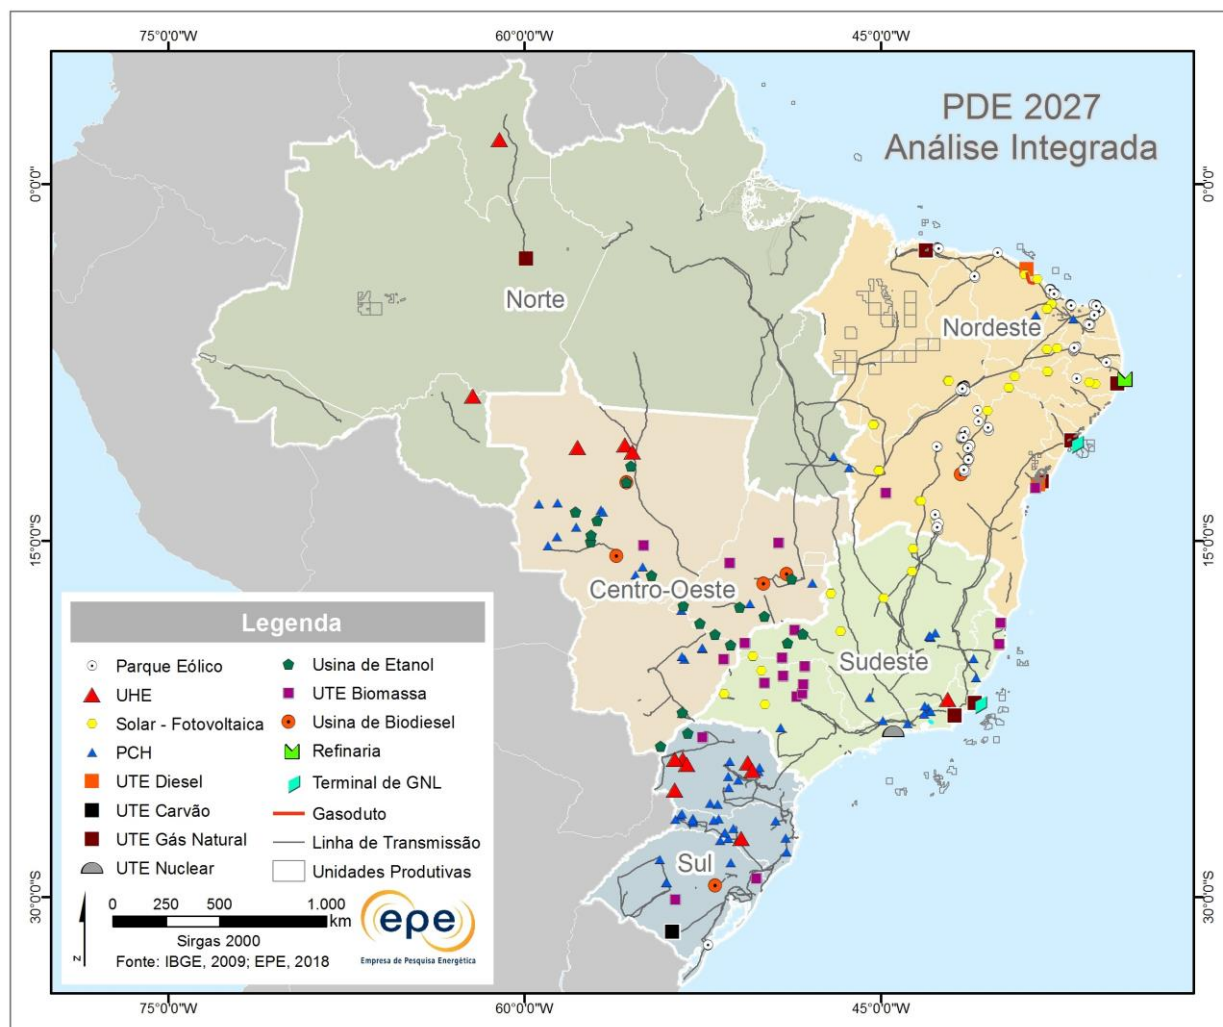 75°0'0"W
60°0'0"W
45°0'0"W
PDE 2027
Análise Integrada
0°0'0"
0°0'0"
Norte
Nordeste
15°0'0"S
15°0'0"S
Centro-Oeste
Sudeste
Sul
30°0'0"S
30°0'0"S
Legenda
Parque Eólico
UHE
Solar - Fotovoltaica
PCH
UTE Diesel
UTE Carvão
UTE Gás Natural
UTE Nuclear
Usina de Etanol
UTE Biomassa
Usina de Biodiesel
Refinaria
Terminal de GNL
Gasoduto
Linha de Transmissão
Unidades Produtivas
0 250 500 1.000
km
Sirgas 2000
Fonte: IBGE, 2009; EPE, 2018
N
epe
Empresa de Pesquisa Energética
75°0'0"W
60°0'0"W
45°0'0"W